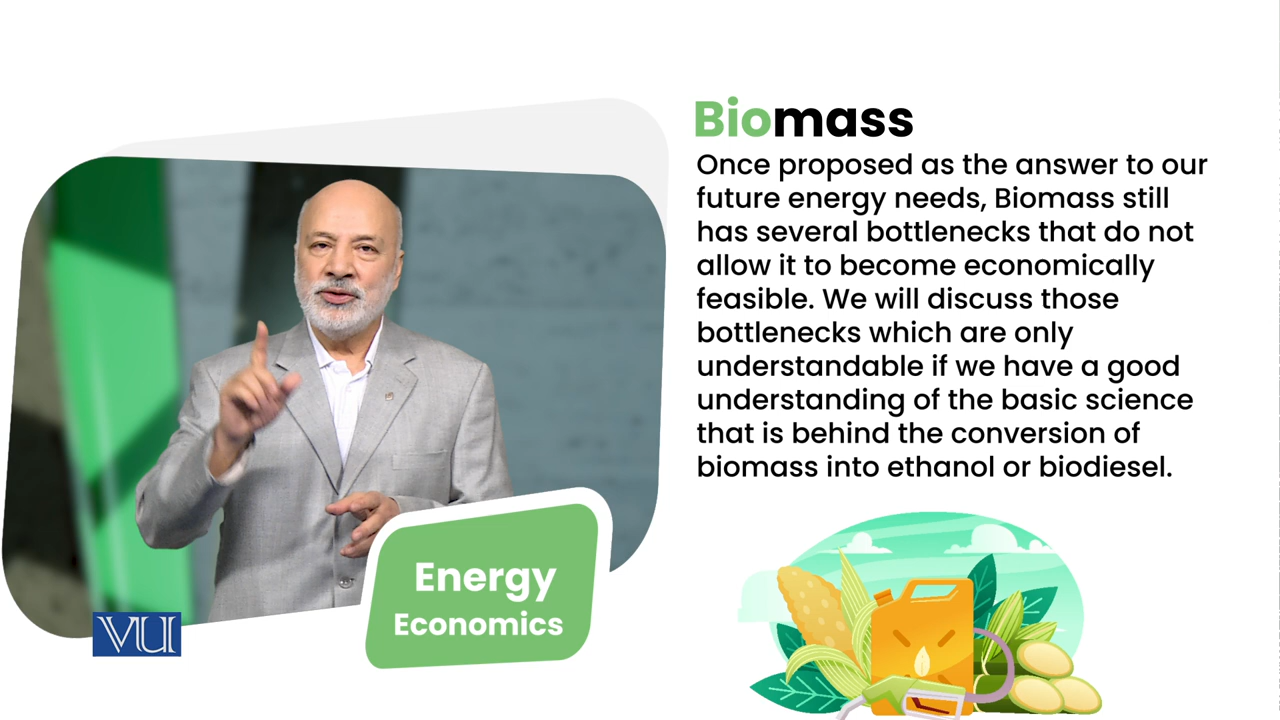 Biomass
Once proposed as the answer to our
future energy needs, Biomass still
has several bottlenecks that do not
allow it to become economically
feasible. We will discuss those
bottlenecks which are only
understandable if we have a good
understanding of the basic science
that is behind the conversion of
biomass into ethanol or biodiesel.
Energy
Economics
VU